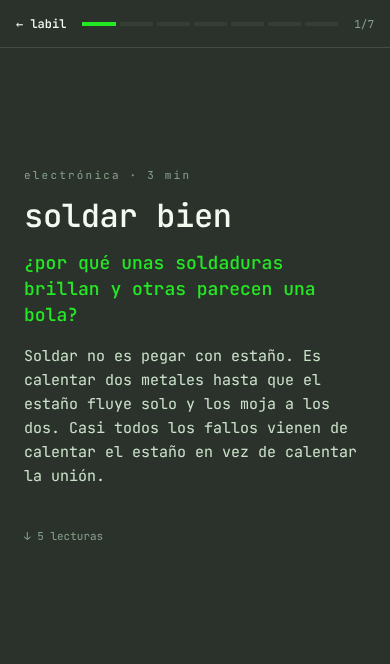 ← labil
1/7
electrónica · 3 min
soldar bien
¿por qué unas soldaduras
brillan y otras parecen una
bola?
Soldar no es pegar con estaño. Es
calentar dos metales hasta que el
estaño fluye solo y los moja a los
dos. Casi todos los fallos vienen de
calentar el estaño en vez de calentar
la unión.
↓ 5 lecturas